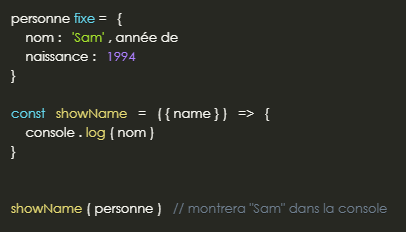 personne fixe = {
nom : 'Sam' , année de
naissance : 1994
}
const showName = ( { name } ) => {
console . log ( nom )
}
showName ( personne ) // montrera "Sam" dans la console